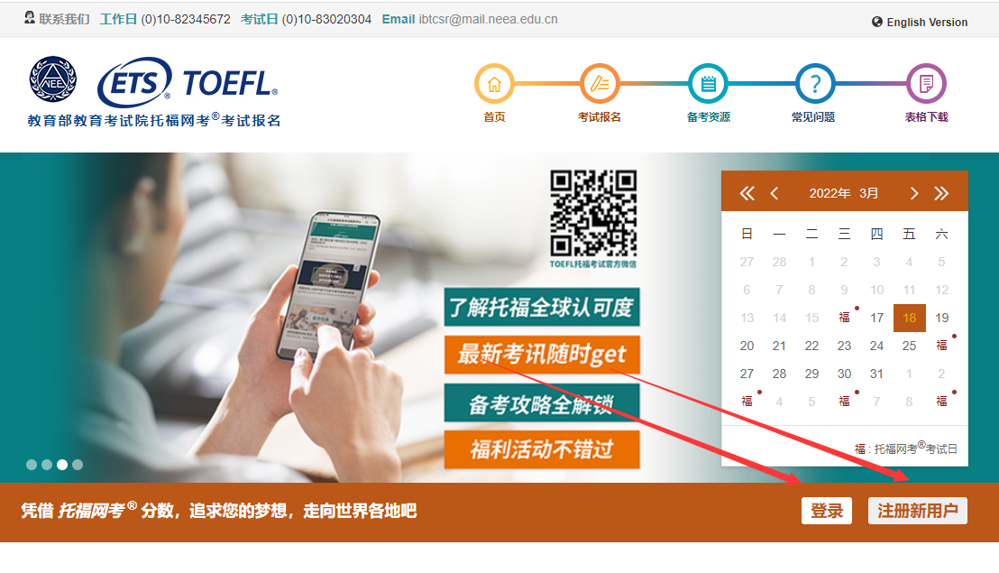 联系我们 工作日 (0)10-82345672 考试日 (0)10-83020304 Email ibtcsr@mail.neea.edu.cn
English Version
NEE
ETS® TOEFL®
教育部教育考试院托福网考®考试报名
首页 考试报名 备考资源 常见问题 表格下载
TOEFL托福考试官方微信
了解托福全球认可度
最新考讯随时get
备考攻略全解锁
福利活动不错过
2022年 3月
日 一 二 三 四 五 六
27 28 1 2 3 4 5
6 7 8 9 10 11 12
13 14 15 福 17 18 19
20 21 22 23 24 25 福
27 28 29 30 31 1 2
福 4 5 福 7 8 福
福 : 托福网考®考试日
凭借 托福网考® 分数，追求您的梦想，走向世界各地吧
登录 注册新用户